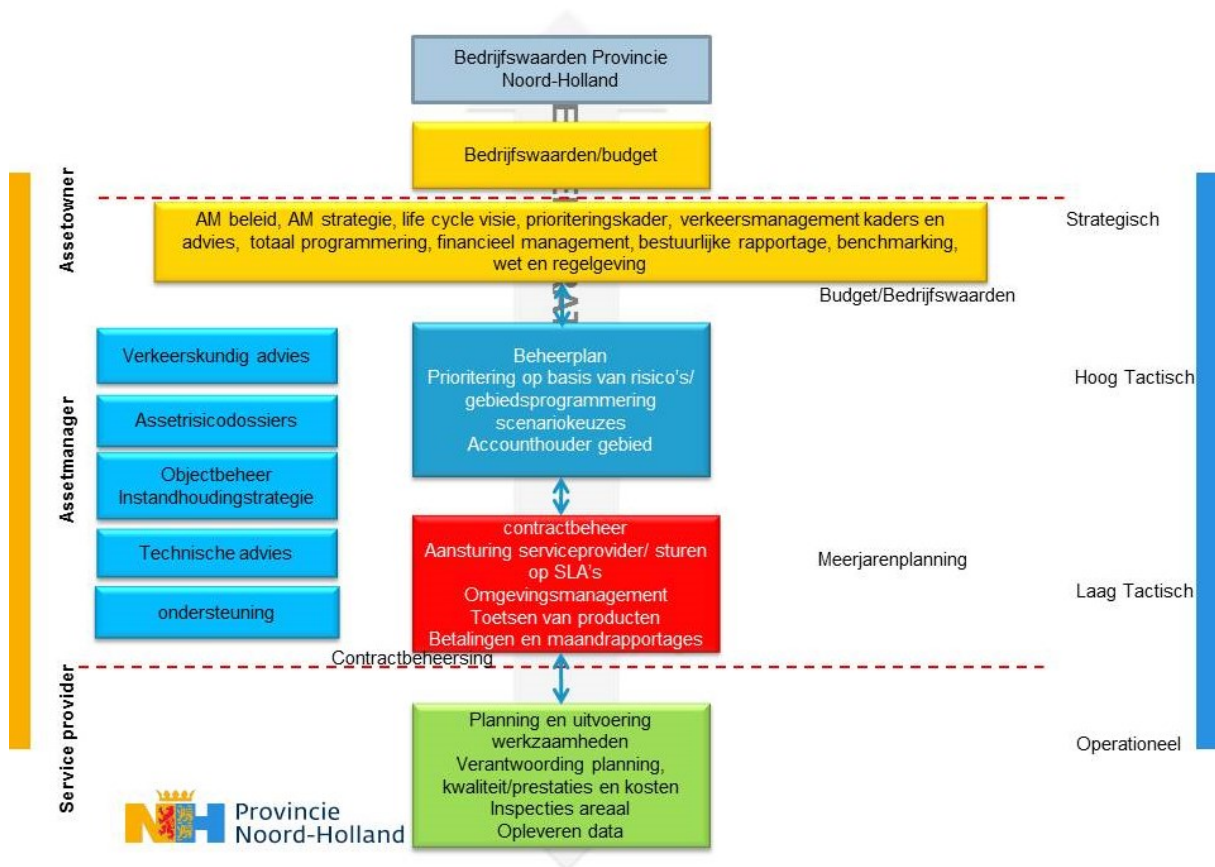 Bedrijfswaarden Provincie
Noord-Holland
Bedrijfswaarden/budget
Assetowner
AM beleid, AM strategie, life cycle visie, prioriteringskader, verkeersmanagement kaders en
advies, totaal programmering, financieel management, bestuurlijke rapportage, benchmarking,
wet en regelgeving
Strategisch
Budget/Bedrijfswaarden
Assetmanager
Verkeerskundig advies
Assetrisicodossiers
Objectbeheer
Instandhoudingstrategie
Technische advies
ondersteuning
Beheerplan
Prioritering op basis van risico's/
gebiedsprogrammering
scenariokeuzes
Accounthouder gebied
Hoog Tactisch
contractbeheer
Aansturing serviceprovider/ sturen
op SLA's
Omgevingsmanagement
Toetsen van producten
Betalingen en maandrapportages
Meerjarenplanning
Laag Tactisch
Contractbeheersing
Service provider
Planning en uitvoering
werkzaamheden
Verantwoording planning,
kwaliteit/prestaties en kosten
Inspecties areaal
Opleveren data
Operationeel
NH
Provincie
Noord-Holland